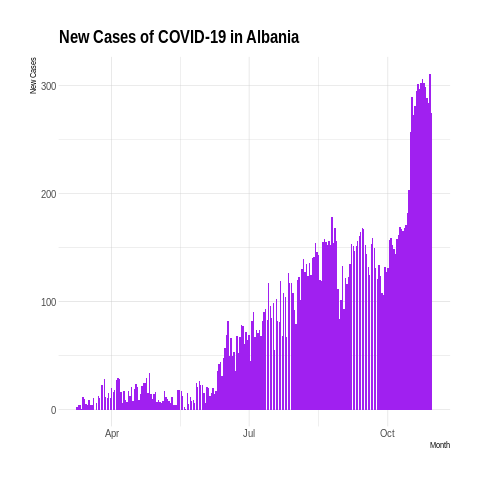 New Cases of COVID-19 in Albania
New Cases
300
200
100
0
Apr Jul Oct
Month